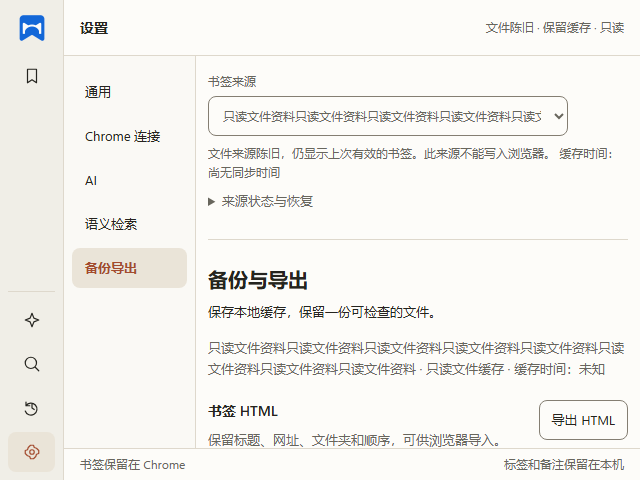 设置
文件陈旧 · 保留缓存 · 只读
通用
Chrome 连接
AI
语义检索
备份导出
书签来源
只读文件资料只读文件资料只读文件资料只读文件资料只读文
文件来源陈旧，仍显示上次有效的书签。此来源不能写入浏览器。 缓存时间：
尚无同步时间
来源状态与恢复
备份与导出
保存本地缓存，保留一份可检查的文件。
只读文件资料只读文件资料只读文件资料只读文件资料只读文件资料只读
文件资料只读文件资料只读文件资料 · 只读文件缓存 · 缓存时间：未知
书签 HTML
导出 HTML
保留标题、网址、文件夹和顺序，可供浏览器导入。
书签保留在 Chrome
标签和备注保留在本机